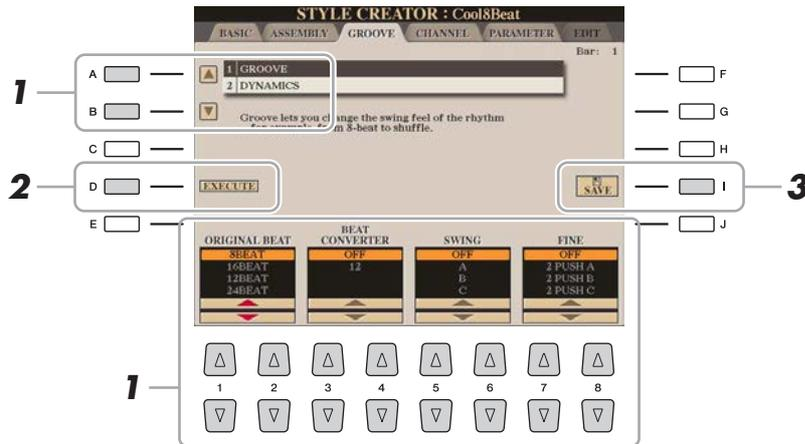 STYLE CREATOR : Cool8Beat
BASIC ASSEMBLY GROOVE CHANNEL PARAMETER EDIT
Bar: 1
1 GROOVE
2 DYNAMICS
Groove lets you change the swing feel of the rhythm
from 8-beat to shuffle.
A
B
C
D
E
F
G
H
I
J
1
2
3
EXECUTE
SAVE
ORIGINAL BEAT BEAT CONVERTER SWING FINE
8BEAT OFF OFF OFF
16BEAT 12 A 2 PUSH A
12BEAT B 2 PUSH B
24BEAT C 2 PUSH C
1
1 2 3 4 5 6 7 8